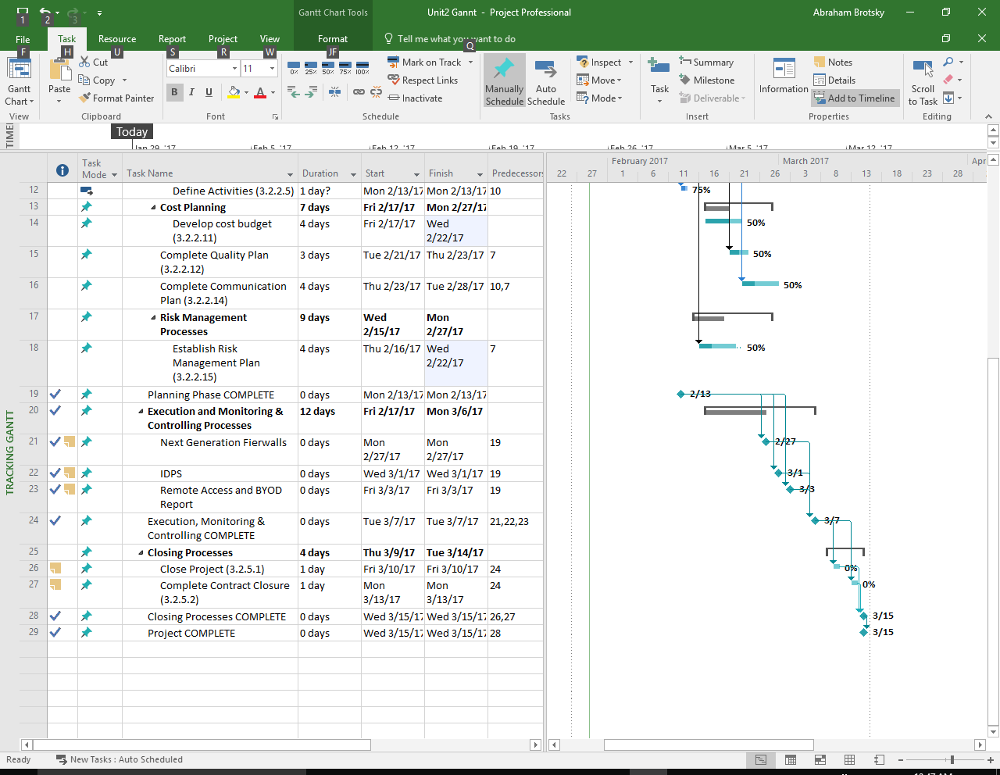 1 2 3 Gantt Chart Tools Unit2 Gannt - Project Professional Abraham Brotsky
File Task Resource Report Project View Format Tell me what you want to do
F H U S R W JF Q
Gantt Chart Paste Cut Copy Format Painter
Calibri 11 B I U A
0% 25% 50% 75% 100%
Mark on Track Respect Links Inactivate
Manually Schedule Auto Schedule
Inspect Move Mode
Task Summary Milestone Deliverable
Information Notes Details Add to Timeline
Scroll to Task
View Clipboard Font Schedule Tasks Insert Properties Editing
Today
TIMEL
Jan 29, '17 Feb 5, '17 Feb 12, '17 Feb 19, '17 Feb 26, '17 Mar 5, '17 Mar 12, '17
Task Mode Task Name Duration Start Finish Predecessors
February 2017 March 2017 Apr
22 27 1 6 11 16 21 26 3 8 13 18 23 28
12 Define Activities (3.2.2.5) 1 day? Mon 2/13/17 Mon 2/13/17 10 75%
13 Cost Planning 7 days Fri 2/17/17 Mon 2/27/17
14 Develop cost budget (3.2.2.11) 4 days Fri 2/17/17 Wed 2/22/17 50%
15 Complete Quality Plan (3.2.2.12) 3 days Tue 2/21/17 Thu 2/23/17 7 50%
16 Complete Communication Plan (3.2.2.14) 4 days Thu 2/23/17 Tue 2/28/17 10,7 50%
17 Risk Management Processes 9 days Wed 2/15/17 Mon 2/27/17
18 Establish Risk Management Plan (3.2.2.15) 4 days Thu 2/16/17 Wed 2/22/17 7 50%
19 Planning Phase COMPLETE 0 days Mon 2/13/17 Mon 2/13/17 2/13
20 Execution and Monitoring & Controlling Processes 12 days Fri 2/17/17 Mon 3/6/17
21 Next Generation Fierwalls 0 days Mon 2/27/17 Mon 2/27/17 19 2/27
22 IDPS 0 days Wed 3/1/17 Wed 3/1/17 19 3/1
23 Remote Access and BYOD Report 0 days Fri 3/3/17 Fri 3/3/17 19 3/3
24 Execution, Monitoring & Controlling COMPLETE 0 days Tue 3/7/17 Tue 3/7/17 21,22,23 3/7
25 Closing Processes 4 days Thu 3/9/17 Tue 3/14/17
26 Close Project (3.2.5.1) 1 day Fri 3/10/17 Fri 3/10/17 24 0%
27 Complete Contract Closure (3.2.5.2) 1 day Mon 3/13/17 Mon 3/13/17 24 0%
28 Closing Processes COMPLETE 0 days Wed 3/15/17 Wed 3/15/17 26,27 3/15
29 Project COMPLETE 0 days Wed 3/15/17 Wed 3/15/17 28 3/15
TRACKING GANTT
Ready New Tasks : Auto Scheduled